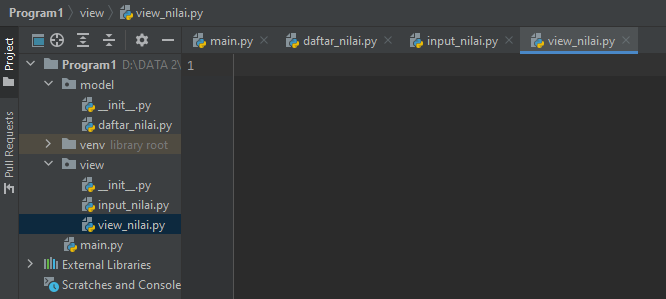 Program1 > view > view_nilai.py
Project
Pull Requests
main.py
daftar_nilai.py
input_nilai.py
view_nilai.py
1
Program1 D:\DATA 2\
model
__init__.py
daftar_nilai.py
venv library root
view
__init__.py
input_nilai.py
view_nilai.py
main.py
External Libraries
Scratches and Console